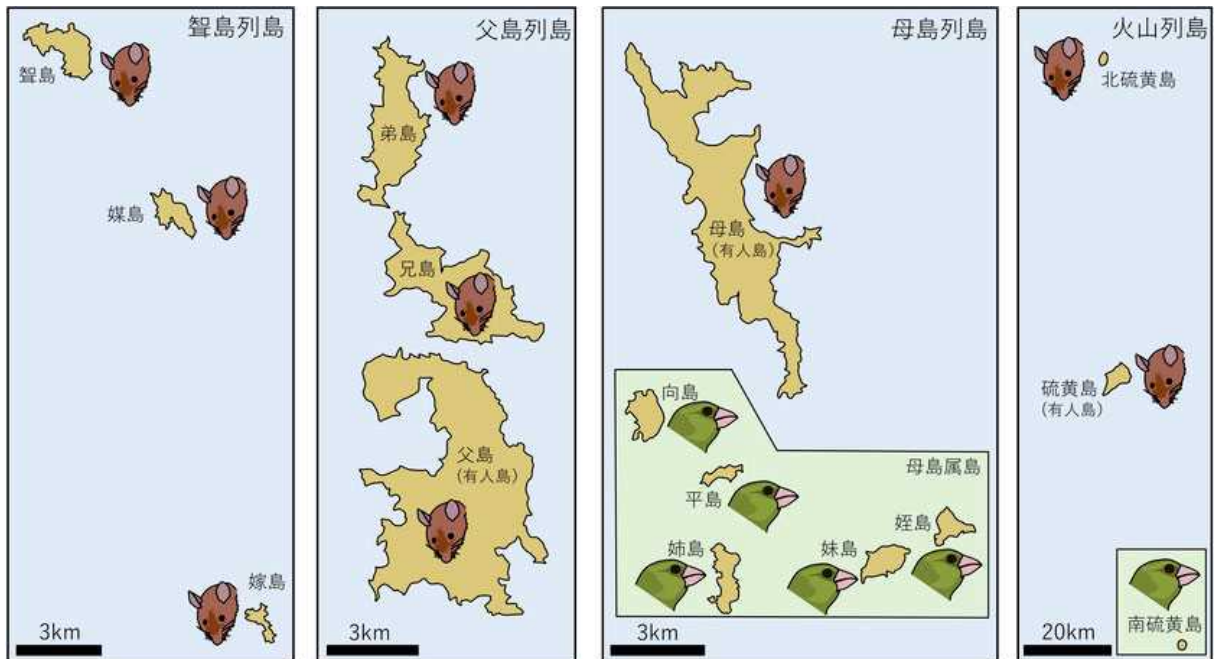 聟島列島
聟島
媒島
嫁島
3km
父島列島
弟島
兄島
父島
(有人島)
3km
母島列島
母島
(有人島)
向島
母島属島
平島
姪島
姉島
妹島
3km
火山列島
北硫黄島
硫黄島
(有人島)
南硫黄島
20km